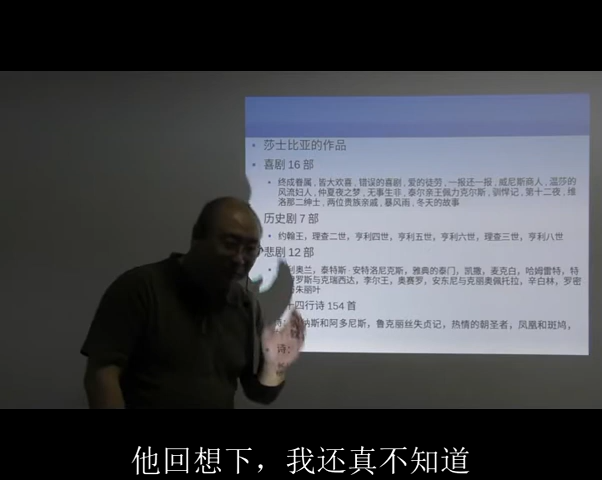 莎士比亚的作品
喜剧 16 部
终成眷属 , 皆大欢喜 , 错误的喜剧 , 爱的徒劳 , 一报还一报 , 威尼斯商人 , 温莎的
风流妇人 , 仲夏夜之梦 , 无事生非 , 泰尔亲王佩力克尔斯 , 驯悍记 , 第十二夜 , 维
洛那二绅士 , 两位贵族亲戚 , 暴风雨 , 冬天的故事
历史剧 7 部
约翰王，理查二世，亨利四世，亨利五世，亨利六世，理查三世，亨利八世
悲剧 12 部
利奥兰，泰特斯·安特洛尼克斯，雅典的泰门，凯撒，麦克白，哈姆雷特，特
罗斯与克瑞西达，李尔王，奥赛罗，安东尼与克丽奥佩托拉，辛白林，罗密
朱丽叶
四行诗 154 首
纳斯和阿多尼斯，鲁克丽丝失贞记，热情的朝圣者，凤凰和斑鸠，
诗：
他回想下，我还真不知道